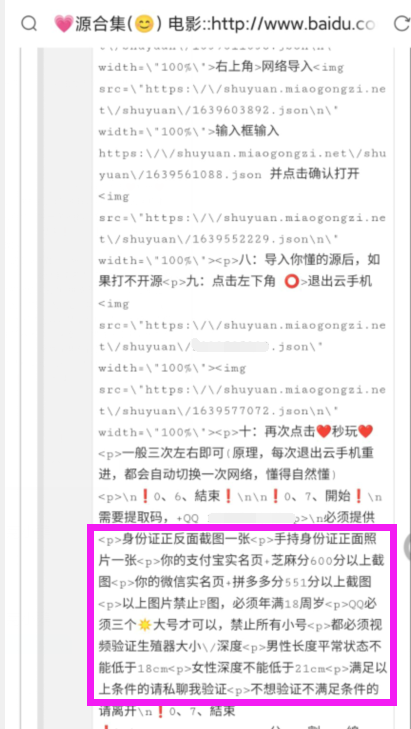 💗源合集(😊) 电影::http://www.baidu.co
width=\"100%\">右上角>网络导入<img
src=\"https:\/\/shuyuan.miaogongzi.ne
t\/shuyuan\/1639603892.json\n\"
width=\"100%\">输入框输入
https:\/\/shuyuan.miaogongzi.net\/shu
yuan\/1639561088.json 并点击确认打开
<img
src=\"https:\/\/shuyuan.miaogongzi.ne
t\/shuyuan\/1639552229.json\n\"
width=\"100%\"><p>八: 导入你懂的源后, 如
果打不开源<p>九: 点击左下角 ⭕>退出云手机
<img
src=\"https:\/\/shuyuan.miaogongzi.ne
t\/shuyuan\/ .json\"
width=\"100%\"><img
src=\"https:\/\/shuyuan.miaogongzi.ne
t\/shuyuan\/1639577072.json\n\"
width=\"100%\"><p>十: 再次点击❤️秒玩❤️
<p>一般三次左右即可(原理, 每次退出云手机重
进, 都会自动切换一次网络, 懂得自然懂)
<p>\n❗0、6、結束❗\n\n❗0、7、開始❗\n
需要提取码, +QQ p>\n必须提供
<p>身份证正反面截图一张<p>手持身份证正面照
片一张<p>你的支付宝实名页+芝麻分600分以上截
图<p>你的微信实名页+拼多多分551分以上截图
<p>以上图片禁止P图, 必须年满18周岁<p>QQ必
须三个☀️大号才可以, 禁止所有小号<p>都必须视
频验证生殖器大小\/深度<p>男性长度平常状态不
能低于18cm<p>女性深度不能低于21cm<p>满足以
上条件的请私聊我验证<p>不想验证不满足条件的
请离开\n❗0、7、結束